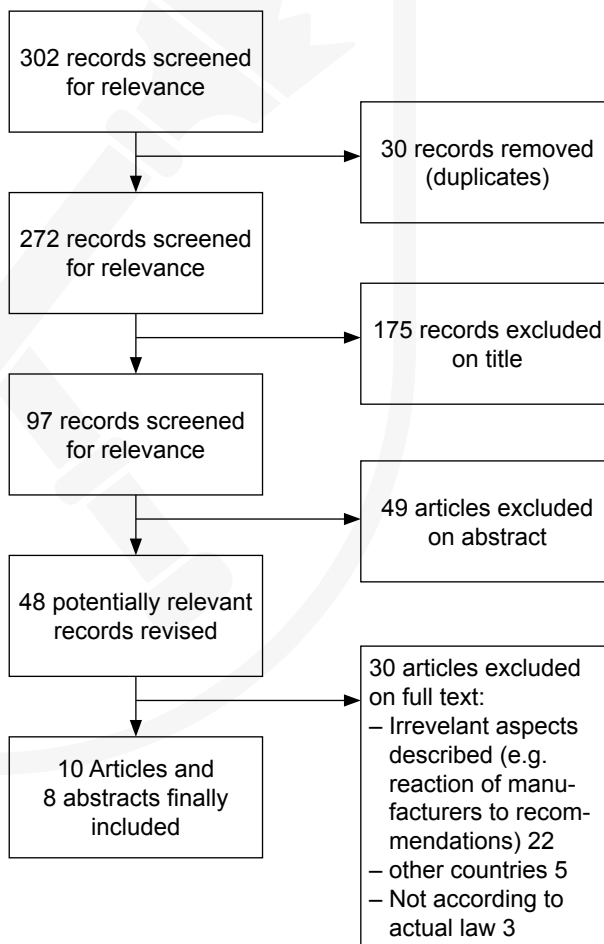 302 records screened
for relevance
30 records removed
(duplicates)
272 records screened
for relevance
175 records excluded
on title
97 records screened
for relevance
49 articles excluded
on abstract
48 potentially relevant
records revised
30 articles excluded
on full text:
– Irrevelant aspects
described (e.g.
reaction of manu-
facturers to recom-
mendations) 22
– other countries 5
– Not according to
actual law 3
10 Articles and
8 abstracts finally
included